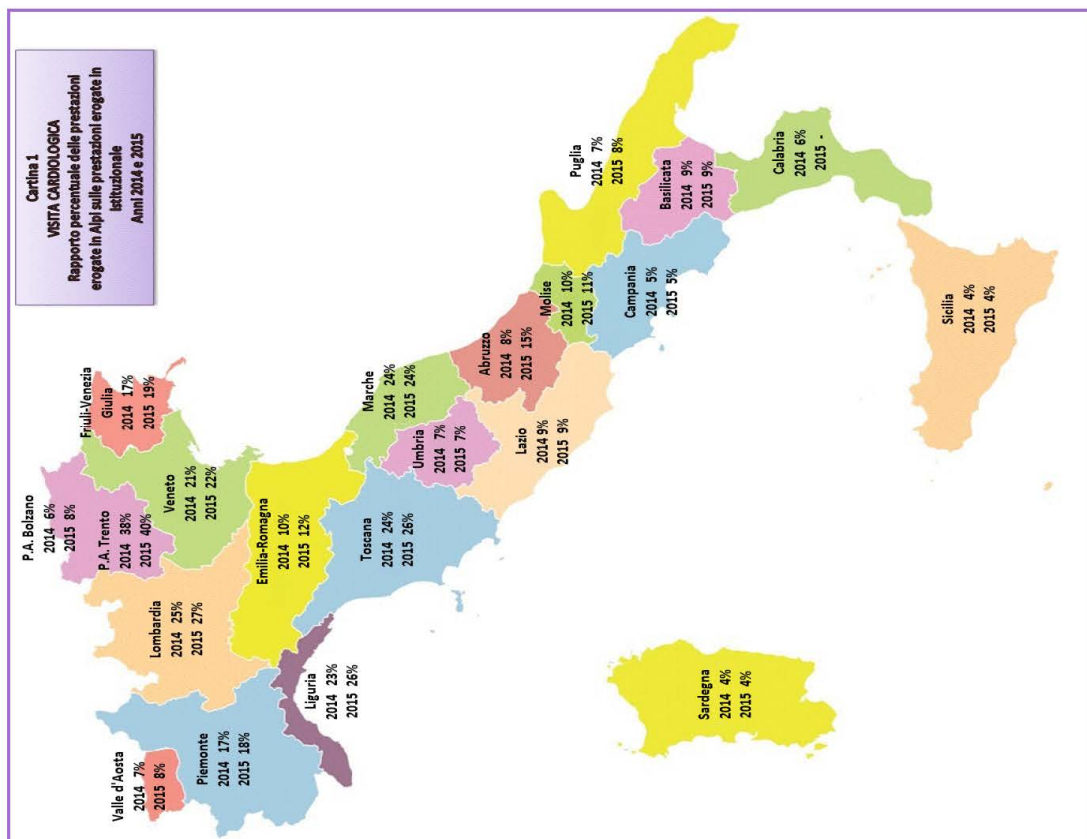 Cartina 1
VISITA CARDIOLOGICA
Rapporto percentuale delle prestazioni
erogate in Alpi sulle prestazioni erogate in
Istituzionale
Anni 2014 e 2015
P.A. Bolzano
2014 6%
2015 8%
P.A. Trento
2014 38%
2015 40%
Friuli-Venezia
Giulia
2014 17%
2015 19%
Veneto
2014 21%
2015 22%
Lombardia
2014 25%
2015 27%
Valle d'Aosta
2014 7%
2015 8%
Piemonte
2014 17%
2015 18%
Liguria
2014 23%
2015 26%
Emilia-Romagna
2014 10%
2015 12%
Toscana
2014 24%
2015 26%
Marche
2014 24%
2015 24%
Umbria
2014 7%
2015 7%
Lazio
2014 9%
2015 9%
Abruzzo
2014 8%
2015 15%
Molise
2014 10%
2015 11%
Campania
2014 5%
2015 5%
Puglia
2014 7%
2015 8%
Basilicata
2014 9%
2015 9%
Calabria
2014 6%
2015 -
Sicilia
2014 4%
2015 4%
Sardegna
2014 4%
2015 4%